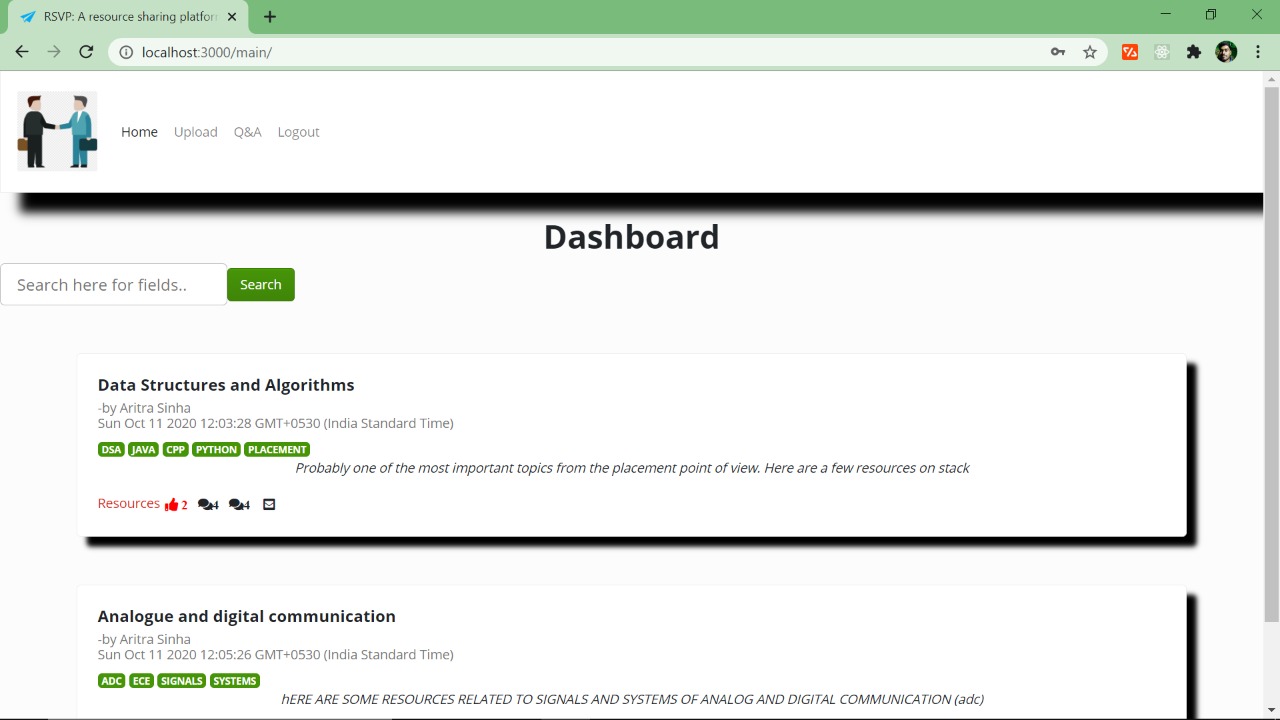 RSVP: A resource sharing platfor
localhost:3000/main/
Home Upload Q&A Logout
Dashboard
Search here for fields.. Search
Data Structures and Algorithms
-by Aritra Sinha
Sun Oct 11 2020 12:03:28 GMT+0530 (India Standard Time)
DSA JAVA CPP PYTHON PLACEMENT
Probably one of the most important topics from the placement point of view. Here are a few resources on stack
Resources 2 4 4
Analogue and digital communication
-by Aritra Sinha
Sun Oct 11 2020 12:05:26 GMT+0530 (India Standard Time)
ADC ECE SIGNALS SYSTEMS
hERE ARE SOME RESOURCES RELATED TO SIGNALS AND SYSTEMS OF ANALOG AND DIGITAL COMMUNICATION (adc)